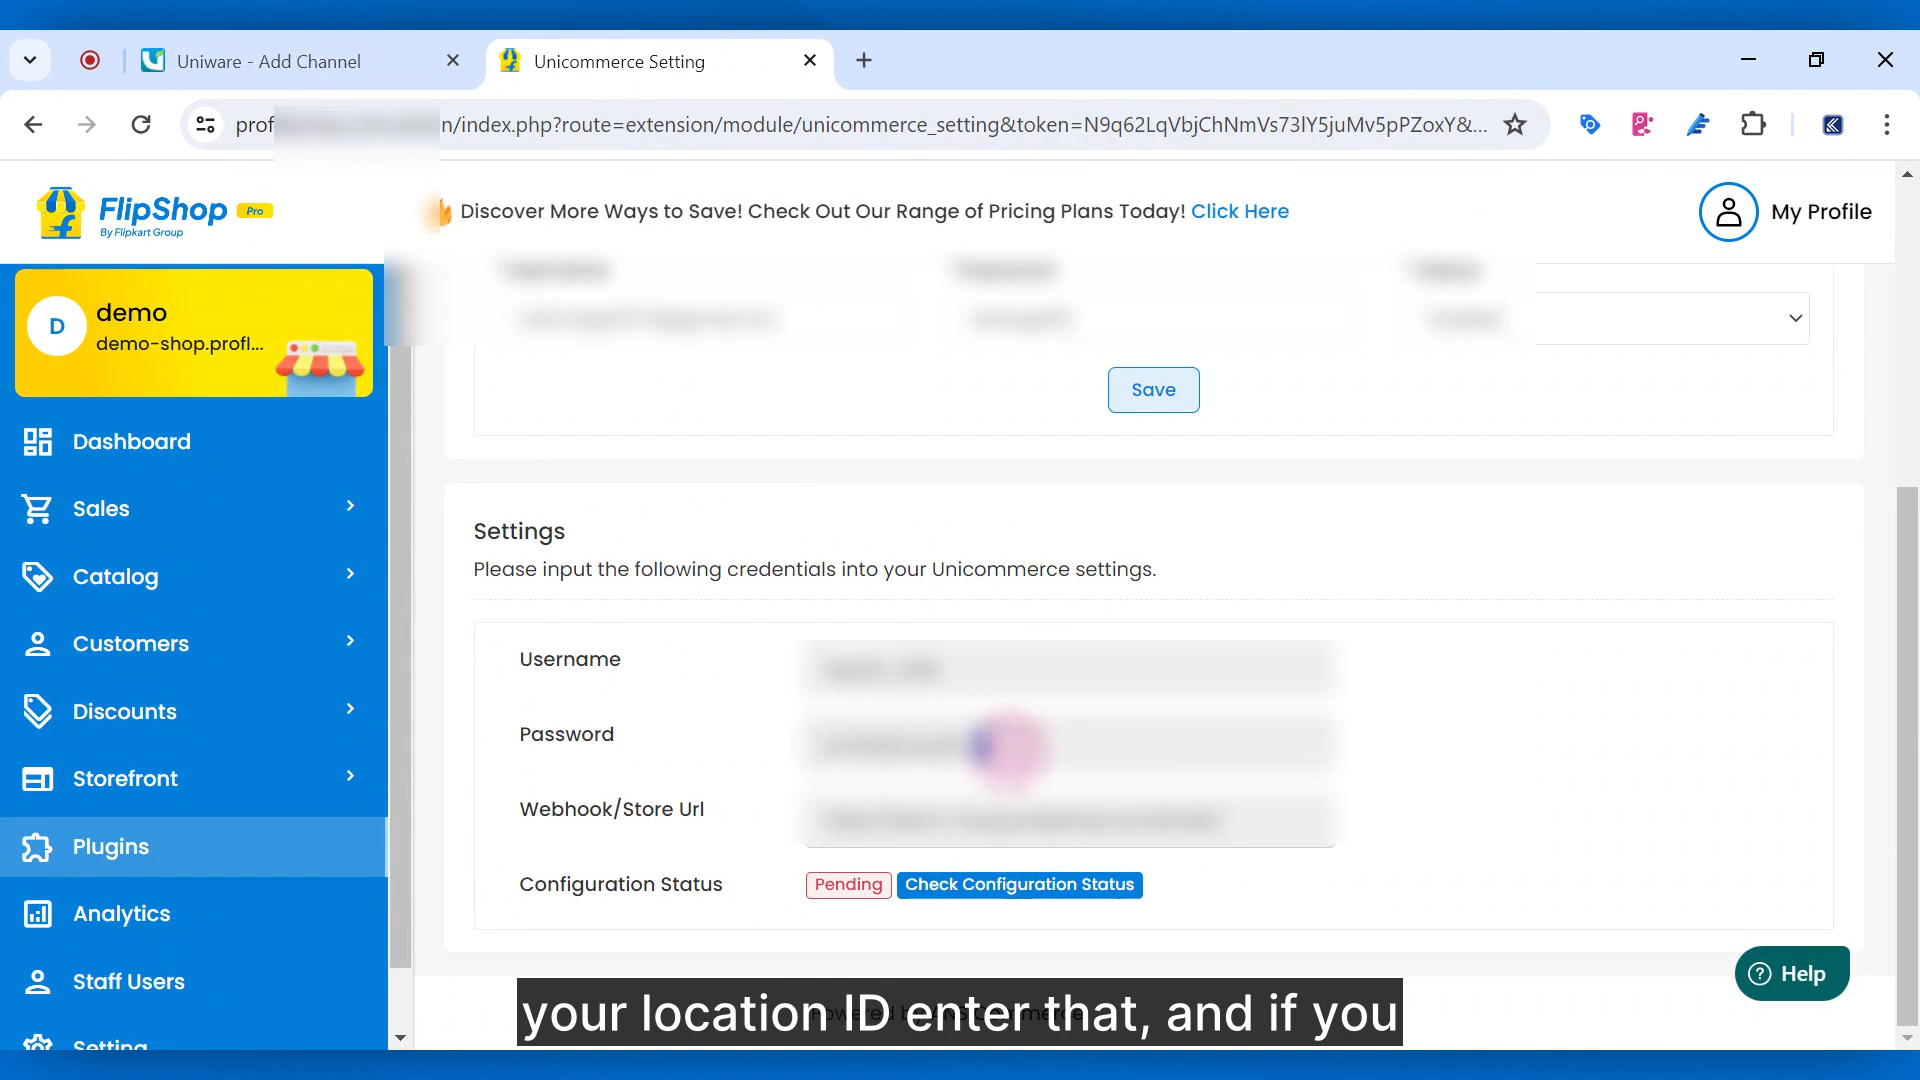 Uniware - Add Channel
Unicommerce Setting
prof
n/index.php?route=extension/module/unicommerce_setting&token=N9q62LqVbjChNmVs73lY5juMv5pPZoxY&...
FlipShop Pro
By Flipkart Group
Discover More Ways to Save! Check Out Our Range of Pricing Plans Today! Click Here
My Profile
D
demo
demo-shop.profl...
Dashboard
Sales
Catalog
Customers
Discounts
Storefront
Plugins
Analytics
Staff Users
Setting
Save
Settings
Please input the following credentials into your Unicommerce settings.
Username
Password
Webhook/Store Url
Configuration Status
Pending
Check Configuration Status
Help
your location ID enter that, and if you